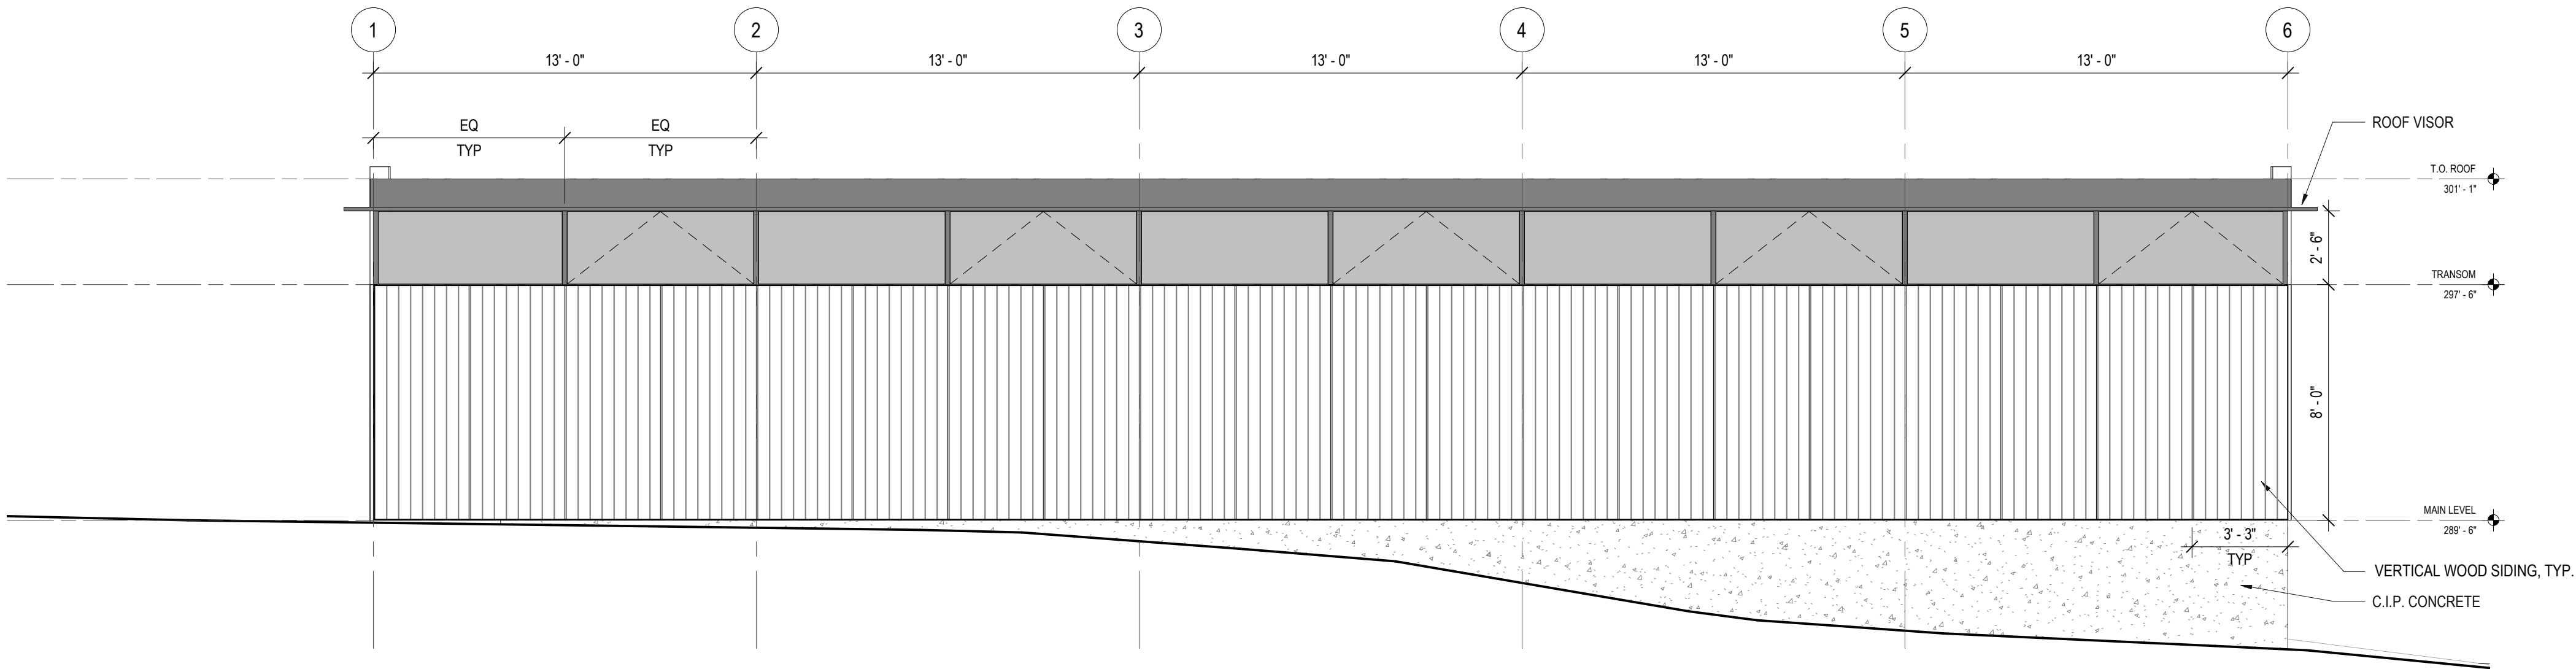 1
2
3
4
5
6
13' - 0"
13' - 0"
13' - 0"
13' - 0"
13' - 0"
EQ
EQ
TYP
TYP
ROOF VISOR
T.O. ROOF
301' - 1"
2' - 6"
TRANSOM
297' - 6"
8' - 0"
MAIN LEVEL
289' - 6"
3' - 3"
TYP
VERTICAL WOOD SIDING, TYP.
C.I.P. CONCRETE